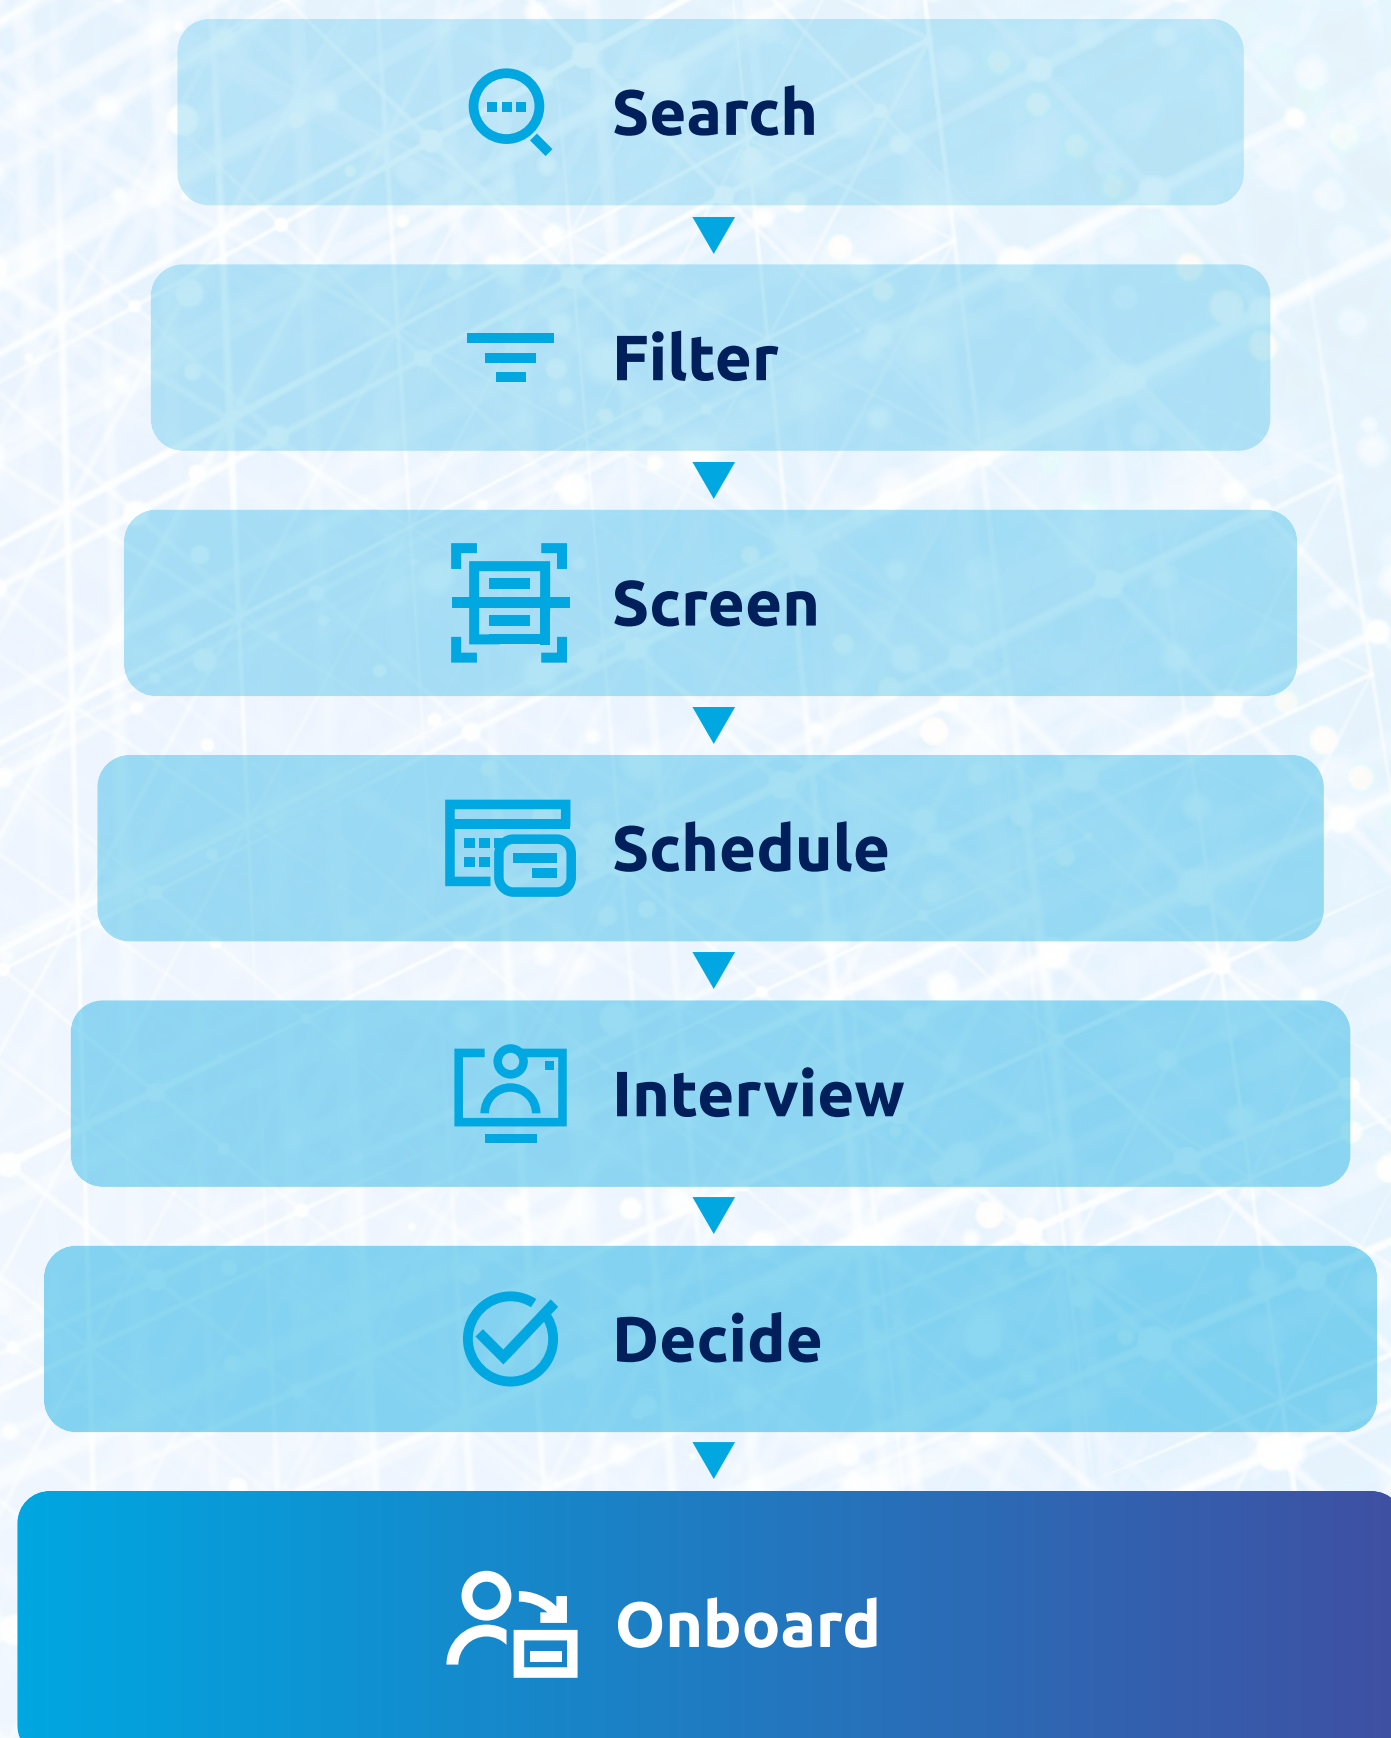 Search
Filter
Screen
Schedule
Interview
Decide
Onboard